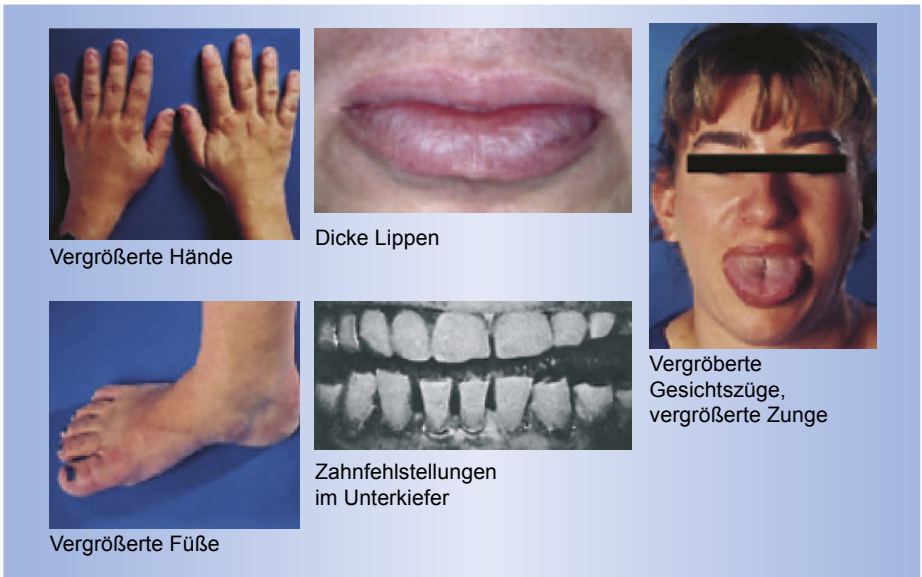 Vergrößerte Hände
Dicke Lippen
Vergröberte
Gesichtszüge,
vergrößerte Zunge
Vergrößerte Füße
Zahnfehlstellungen
im Unterkiefer